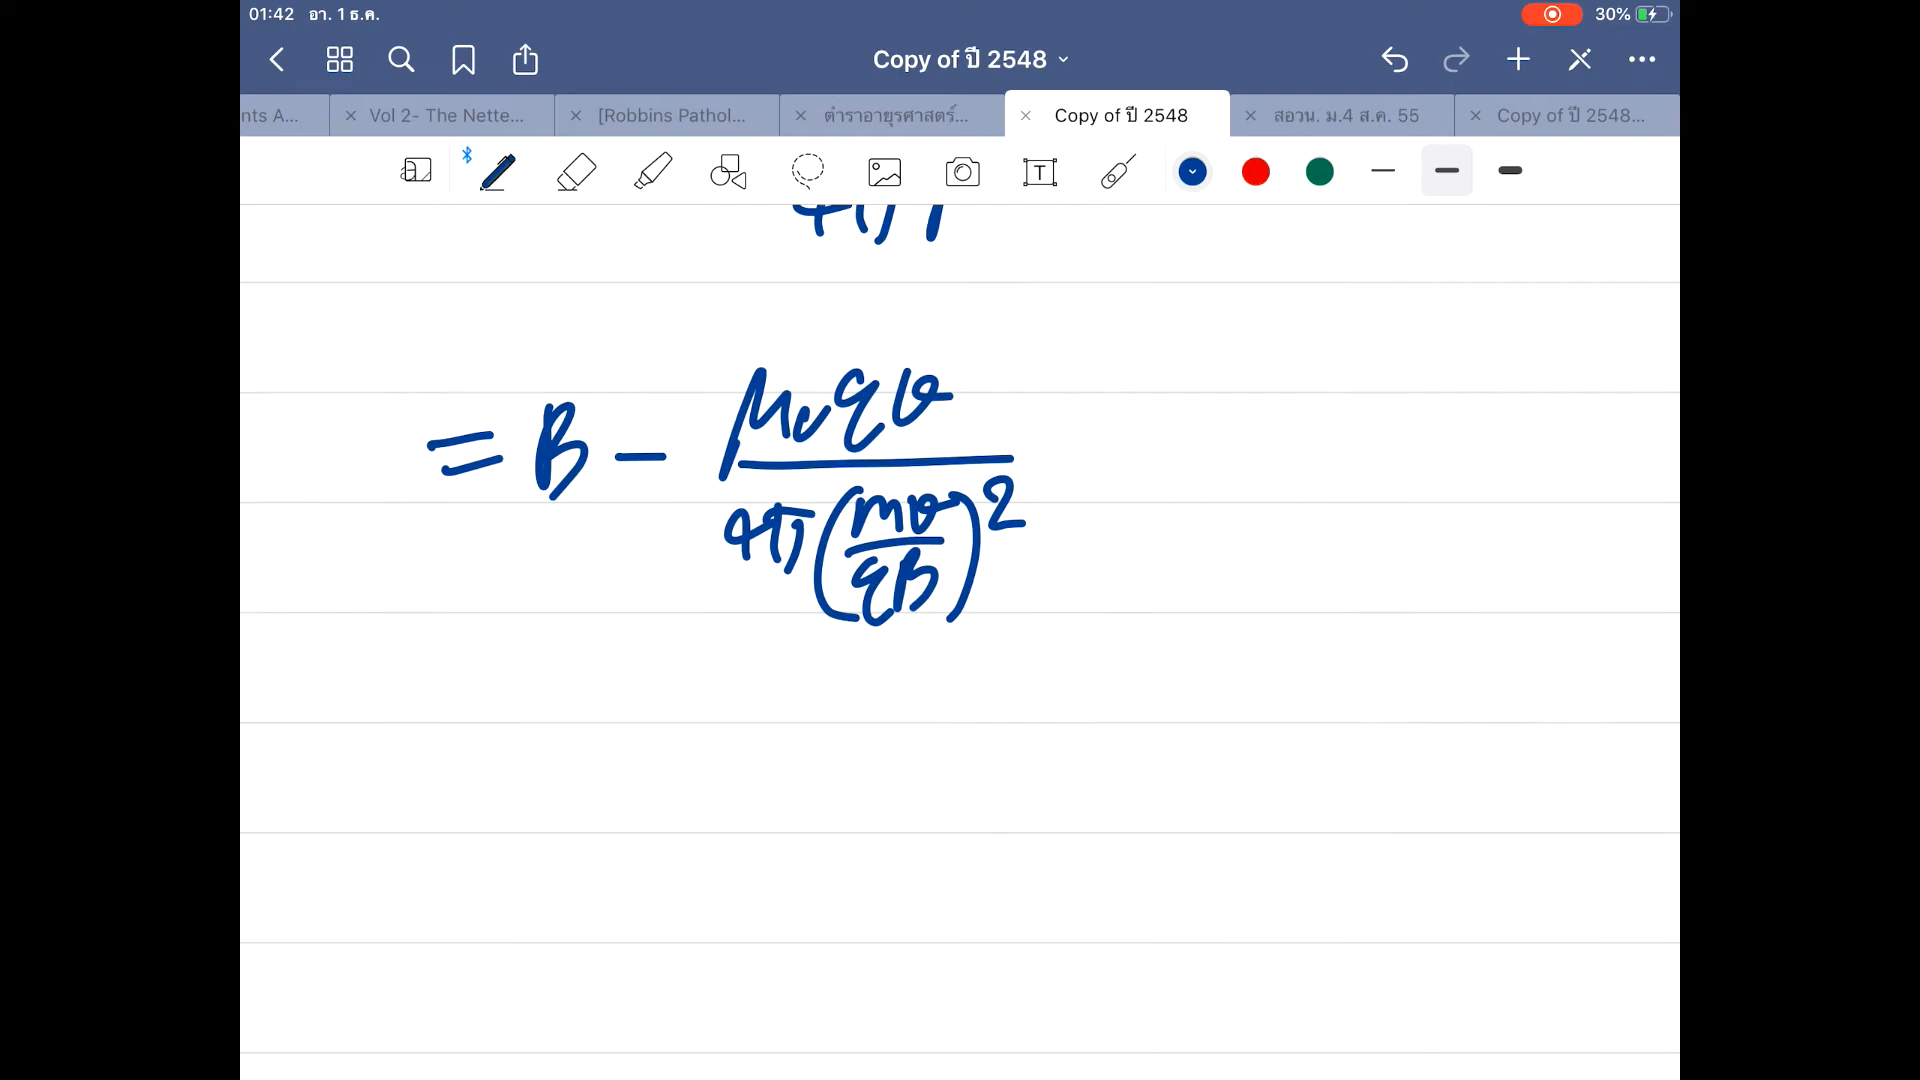 01:42 อา. 1 ธ.ค. 30%
Copy of ปี 2548
nts A... Vol 2- The Nette... [Robbins Pathol... ตำราอายุรศาสตร์... Copy of ปี 2548 สอวน. ม.4 ส.ค. 55 Copy of ปี 2548...
= B - μ₀qv
4π(mv/qB)²